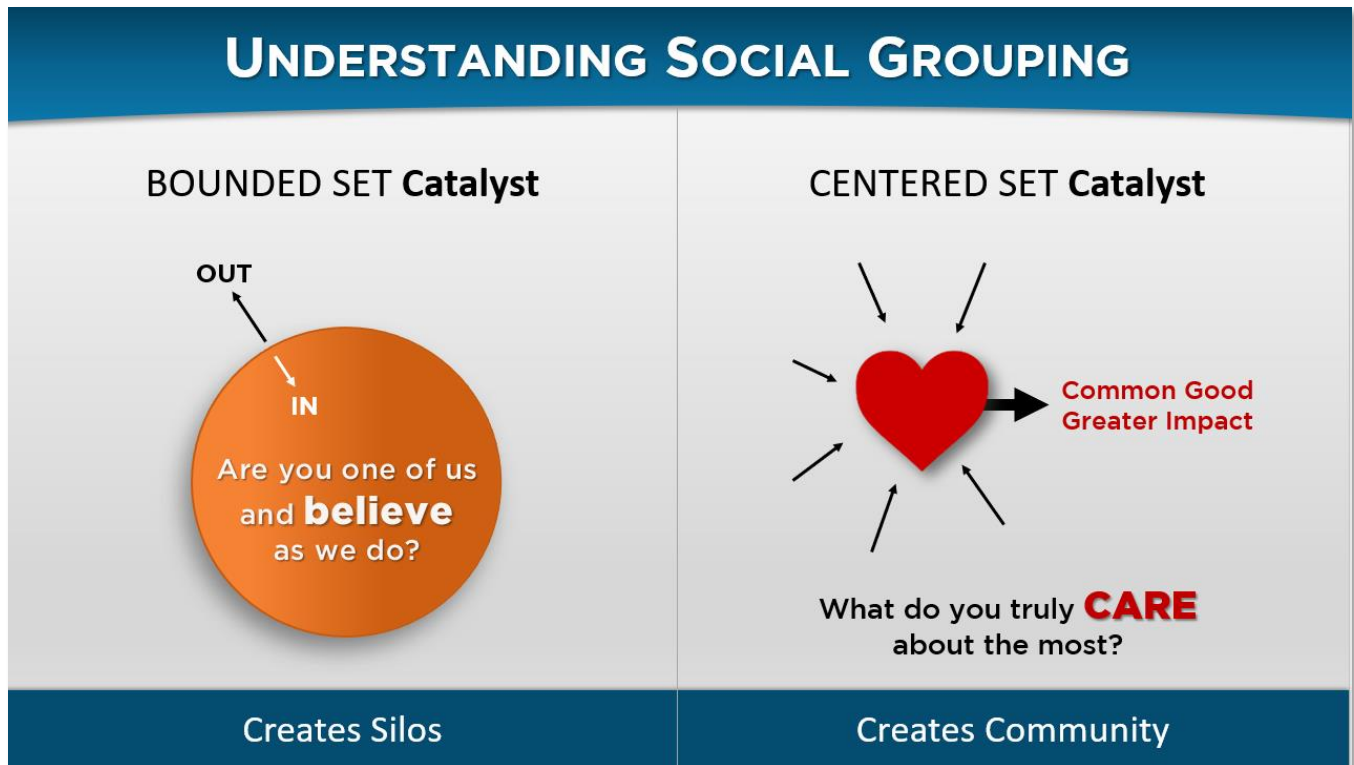 UNDERSTANDING SOCIAL GROUPING
BOUNDED SET Catalyst
OUT
IN
Are you one of us
and believe
as we do?
Creates Silos
CENTERED SET Catalyst
Common Good
Greater Impact
What do you truly CARE
about the most?
Creates Community